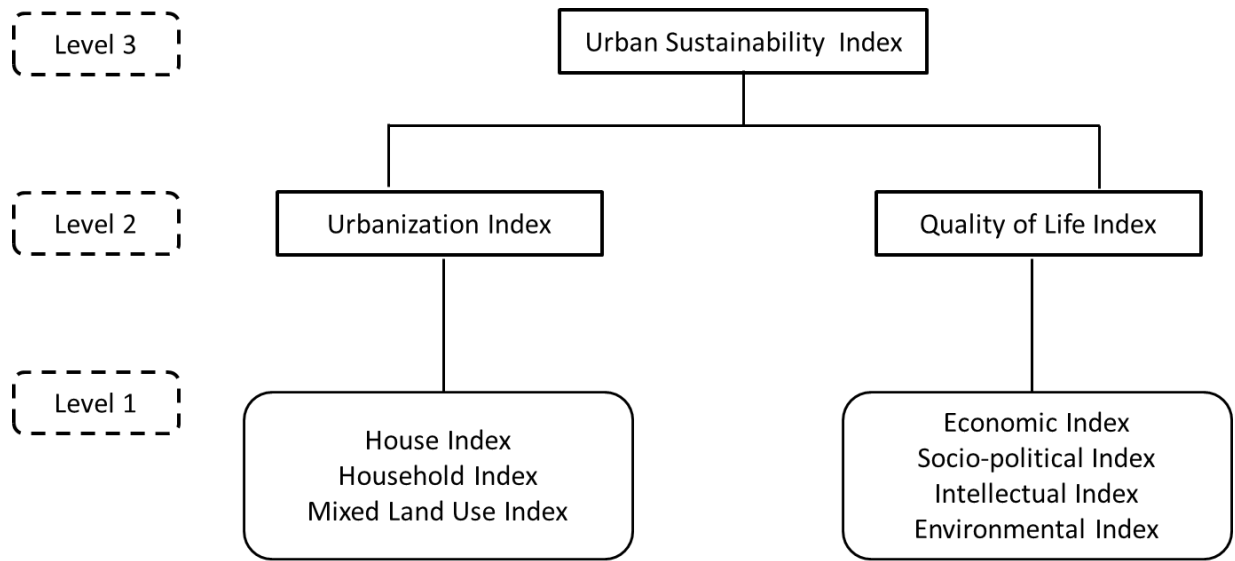 Level 3
Urban Sustainability Index
Level 2
Urbanization Index
Quality of Life Index
Level 1
House Index
Household Index
Mixed Land Use Index
Economic Index
Socio-political Index
Intellectual Index
Environmental Index